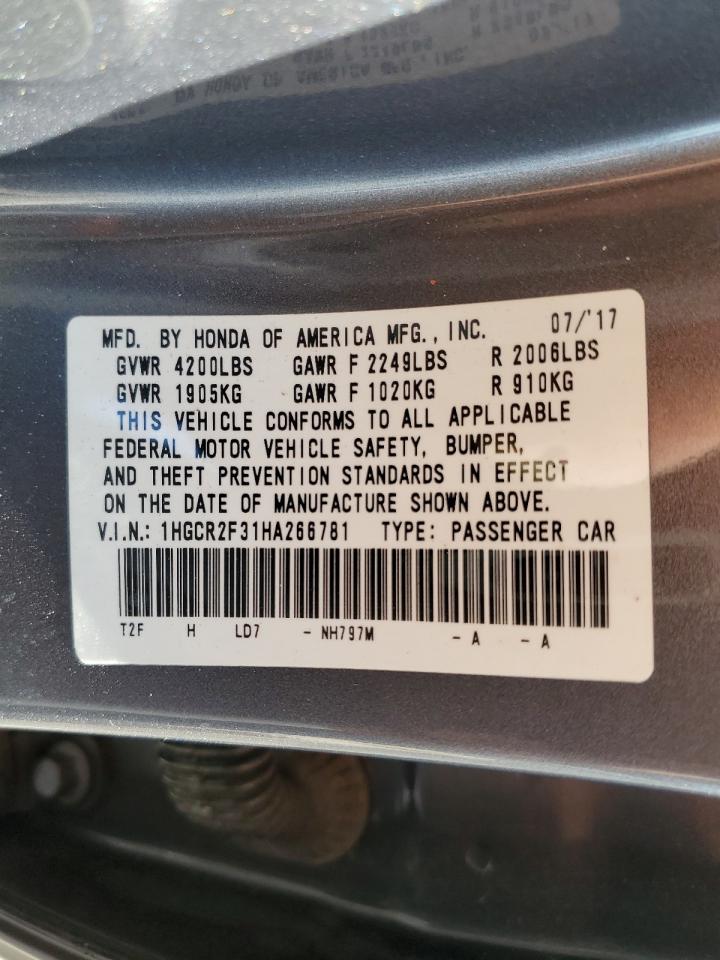 MFD. BY HONDA OF AMERICA MFG., INC. 07/'17
GVWR 4200LBS GAWR F 2249LBS R 2006LBS
GVWR 1905KG GAWR F 1020KG R 910KG
THIS VEHICLE CONFORMS TO ALL APPLICABLE
FEDERAL MOTOR VEHICLE SAFETY, BUMPER,
AND THEFT PREVENTION STANDARDS IN EFFECT
ON THE DATE OF MANUFACTURE SHOWN ABOVE.
V.I.N.: 1HGCR2F31HA266781 TYPE: PASSENGER CAR
T2F H LD7 - NH797M - A - A